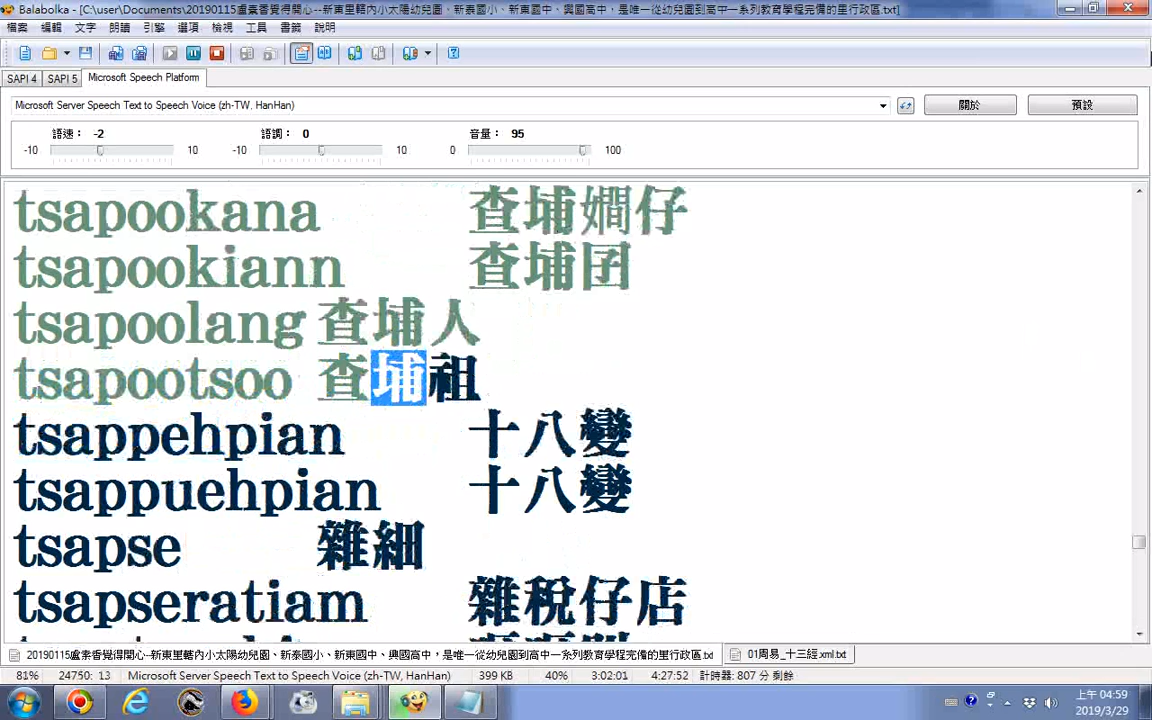 Balabolka - [C:\user\Documents\20190115盧素香覺得開心--新東里轄內小太陽幼兒園、新泰國小、新東國中、興國高中，是唯一從幼兒園到高中一系列教育學程完備的里行政區.txt]
檔案 編輯 文字 朗讀 引擎 選項 檢視 工具 書籤 說明
SAPI 4 SAPI 5 Microsoft Speech Platform
Microsoft Server Speech Text to Speech Voice (zh-TW, HanHan) 關於 預設
語速： -2 語調： 0 音量： 95
-10 10 -10 10 0 100
tsapookana 查埔嫺仔
tsapookiann 查埔囝
tsapoolang 查埔人
tsapootsoo 查埔祖
tsappehpian 十八變
tsappuehpian 十八變
tsapse 雜細
tsapseratiam 雜稅仔店
20190115盧素香覺得開心--新東里轄內小太陽幼兒園、新泰國小、新東國中、興國高中，是唯一從幼兒園到高中一系列教育學程完備的里行政區.txt 01周易_十三經.xml.txt
81% 24750: 13 Microsoft Server Speech Text to Speech Voice (zh-TW, HanHan) 399 KB 40% 3:02:01 4:27:52 計時器: 807 分 剩餘
上午 04:59
2019/3/29